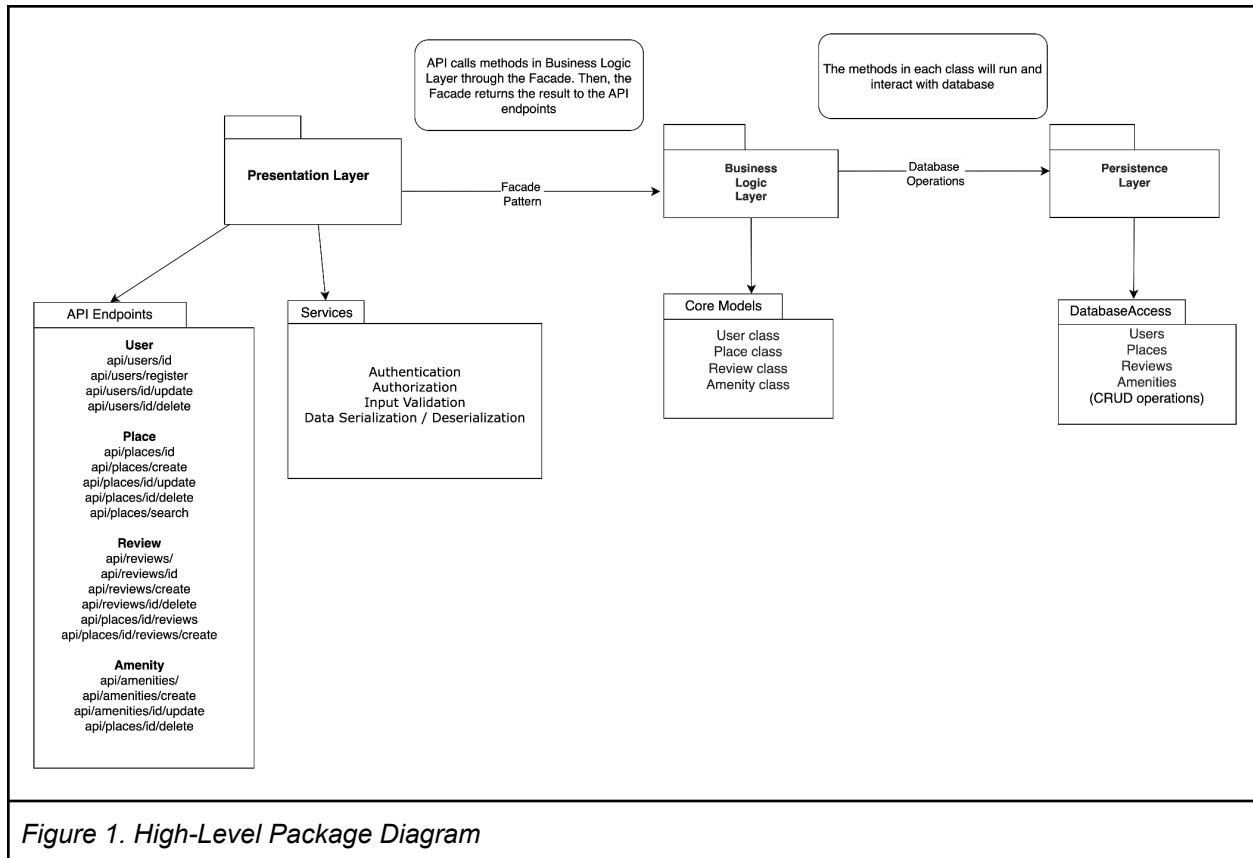 API calls methods in Business Logic
Layer through the Facade. Then, the
Facade returns the result to the API
endpoints
The methods in each class will run and
interact with database
Presentation Layer
Facade
Pattern
Business
Logic
Layer
Database
Operations
Persistence
Layer
API Endpoints
User
api/users/id
api/users/register
api/users/id/update
api/users/id/delete
Place
api/places/id
api/places/create
api/places/id/update
api/places/id/delete
api/places/search
Review
api/reviews/
api/reviews/id
api/reviews/create
api/reviews/id/delete
api/places/id/reviews
api/places/id/reviews/create
Amenity
api/amenities/
api/amenities/create
api/amenities/id/update
api/places/id/delete
Services
Authentication
Authorization
Input Validation
Data Serialization / Deserialization
Core Models
User class
Place class
Review class
Amenity class
DatabaseAccess
Users
Places
Reviews
Amenities
(CRUD operations)
Figure 1. High-Level Package Diagram